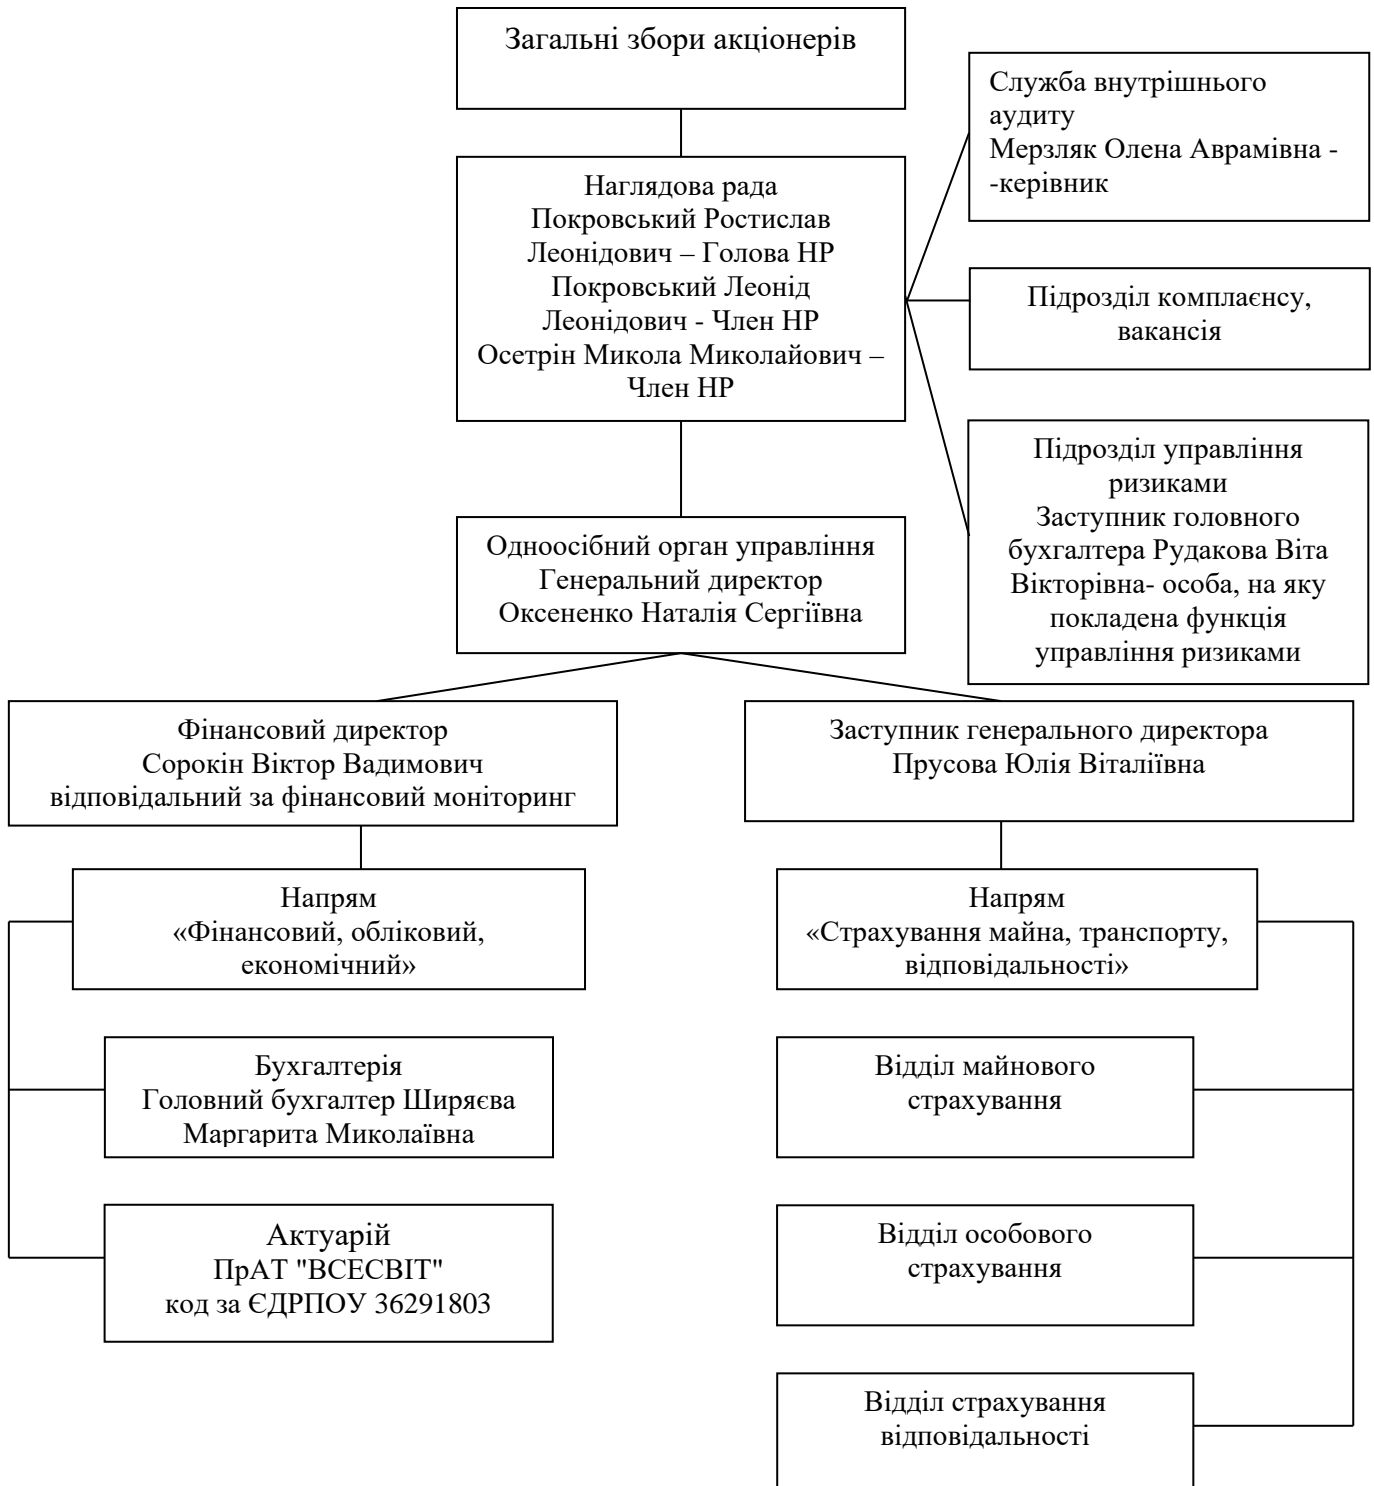 Загальні збори акціонерів
Служба внутрішнього
аудиту
Мерзляк Олена Аврамівна -
-керівник
Наглядова рада
Покровський Ростислав
Леонідович – Голова НР
Покровський Леонід
Леонідович - Член НР
Осетрін Микола Миколайович –
Член НР
Підрозділ комплаєнсу,
вакансія
Підрозділ управління
ризиками
Заступник головного
бухгалтера Рудакова Віта
Вікторівна- особа, на яку
покладена функція
управління ризиками
Одноосібний орган управління
Генеральний директор
Оксененко Наталія Сергіївна
Фінансовий директор
Сорокін Віктор Вадимович
відповідальний за фінансовий моніторинг
Заступник генерального директора
Прусова Юлія Віталіївна
Напрям
«Фінансовий, обліковий,
економічний»
Напрям
«Страхування майна, транспорту,
відповідальності»
Бухгалтерія
Головний бухгалтер Ширяєва
Маргарита Миколаївна
Відділ майнового
страхування
Актуарій
ПрАТ "ВСЕСВІТ"
код за ЄДРПОУ 36291803
Відділ особового
страхування
Відділ страхування
відповідальності